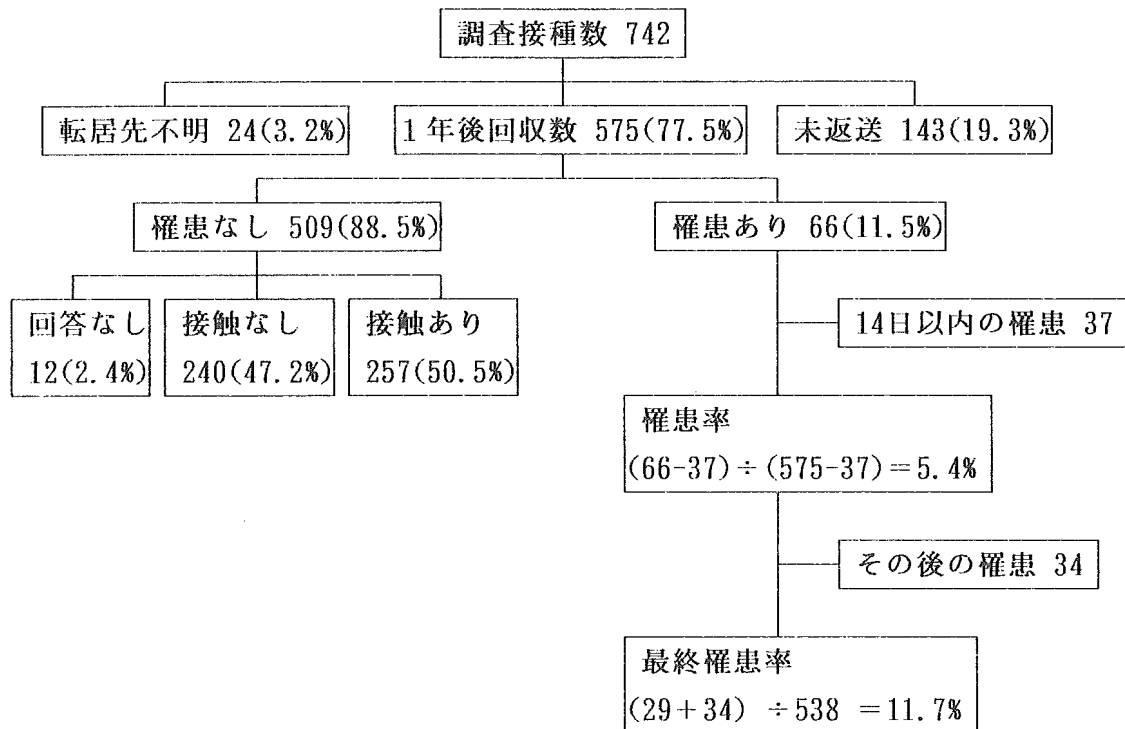 調査接種数 742
転居先不明 24(3.2%)
1年後回収数 575(77.5%)
未返送 143(19.3%)
罹患なし 509(88.5%)
罹患あり 66(11.5%)
回答なし
12(2.4%)
接触なし
240(47.2%)
接触あり
257(50.5%)
14日以内の罹患 37
罹患率
(66-37)÷(575-37)=5.4%
その後の罹患 34
最終罹患率
(29+34) ÷538 =11.7%